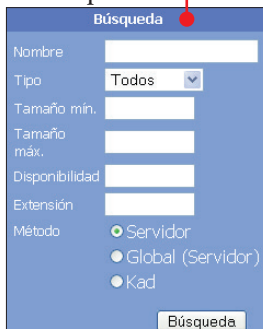 Búsqueda
Nombre
Tipo Todos
Tamaño mín.
Tamaño
máx.
Disponibilidad
Extensión
Método Servidor
Global (Servidor)
Kad
Búsqueda